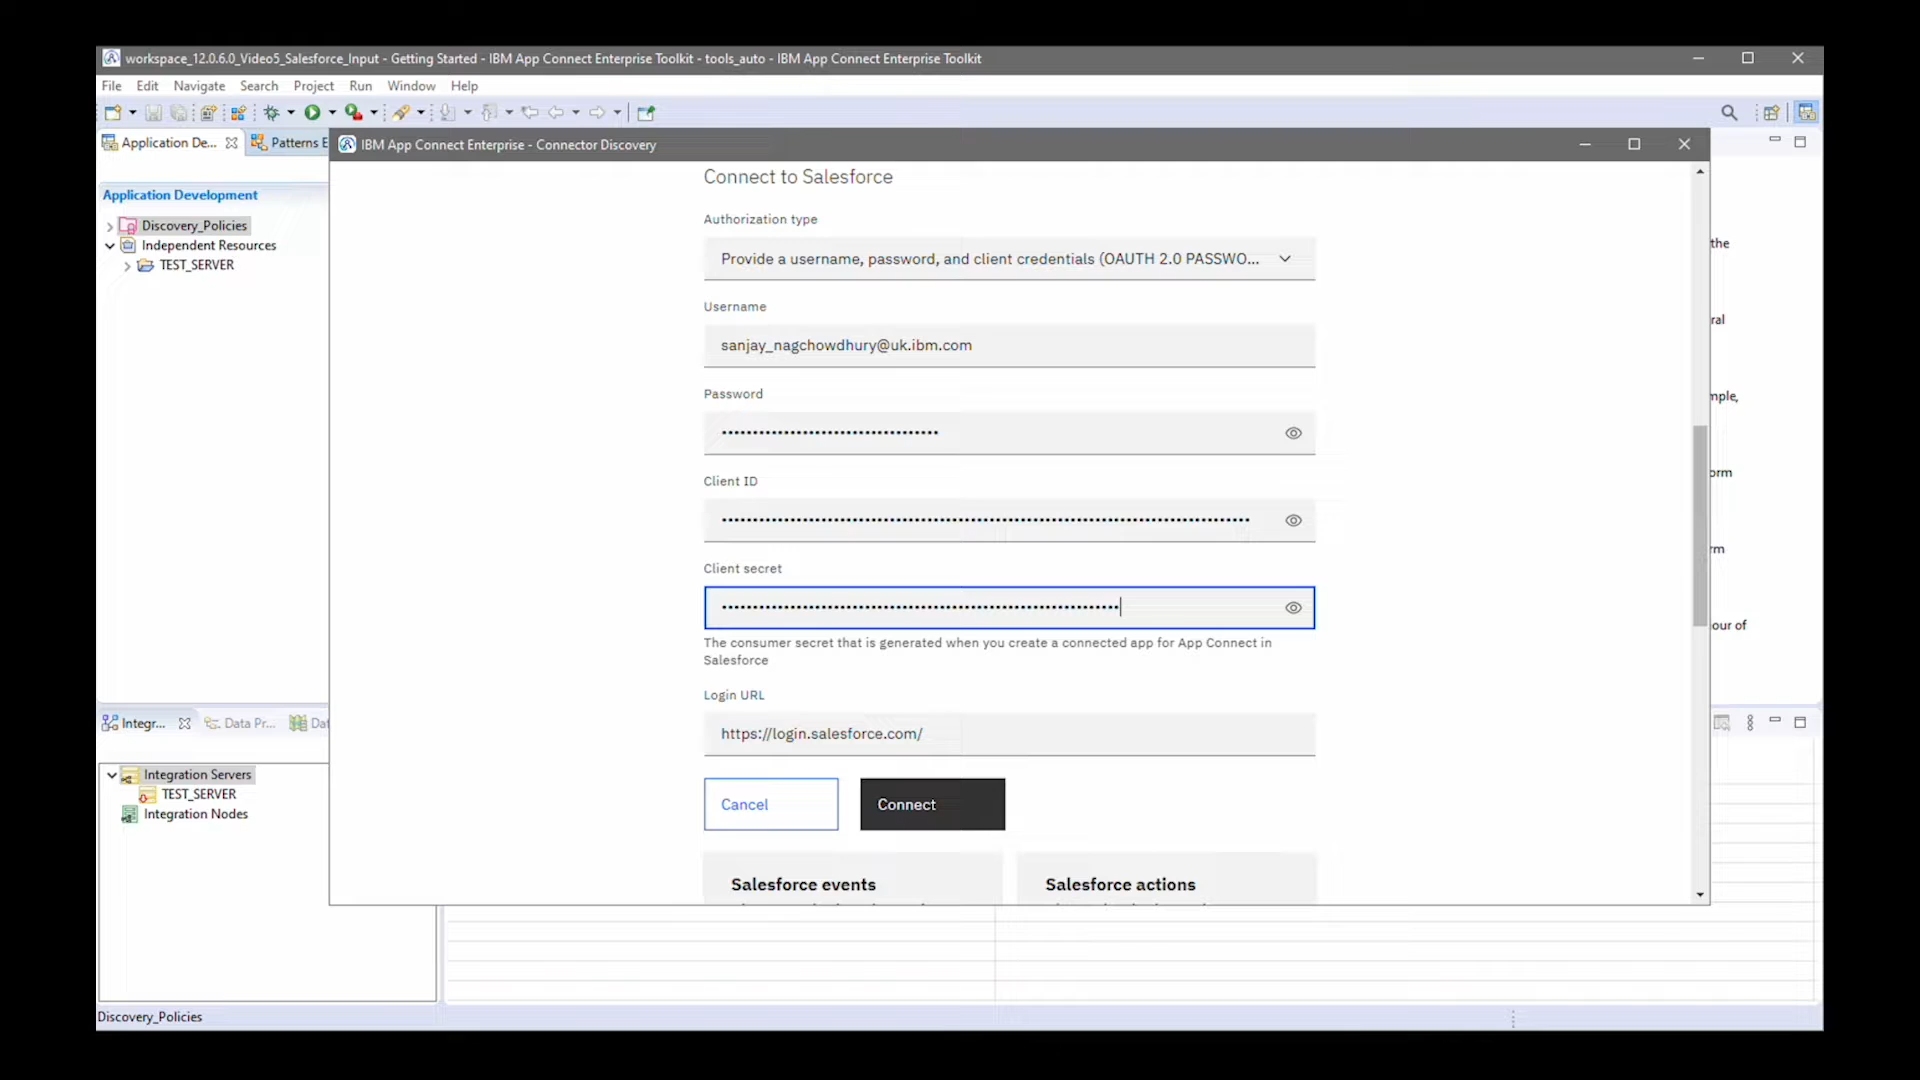 workspace_12.0.6.0_Video5_Salesforce_Input - Getting Started - IBM App Connect Enterprise Toolkit - tools_auto - IBM App Connect Enterprise Toolkit
File Edit Navigate Search Project Run Window Help
Application De...
Patterns E
IBM App Connect Enterprise - Connector Discovery
Application Development
Discovery_Policies
Independent Resources
TEST_SERVER
Connect to Salesforce
Authorization type
Provide a username, password, and client credentials (OAUTH 2.0 PASSWO...
Username
sanjay_nagchowdhury@uk.ibm.com
Password
Client ID
Client secret
The consumer secret that is generated when you create a connected app for App Connect in
Salesforce
Login URL
https://login.salesforce.com/
Cancel
Connect
Salesforce events
Salesforce actions
the
ral
mple,
orm
rm
our of
Integr...
Data Pr...
Dat
Integration Servers
TEST_SERVER
Integration Nodes
Discovery_Policies